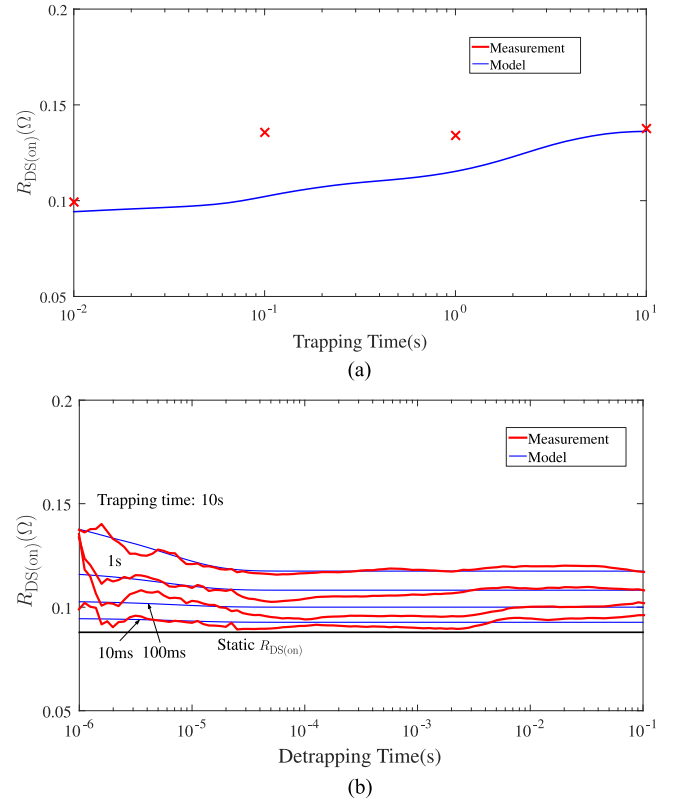 0.2
0.15
0.1
0.05
R_DS(on)(Ω)
Measurement
Model
10^-2
10^-1
10^0
10^1
Trapping Time(s)
(a)
0.2
0.15
0.1
0.05
R_DS(on)(Ω)
Measurement
Model
Trapping time: 10s
1s
10ms
100ms
Static R_DS(on)
10^-6
10^-5
10^-4
10^-3
10^-2
10^-1
Detrapping Time(s)
(b)